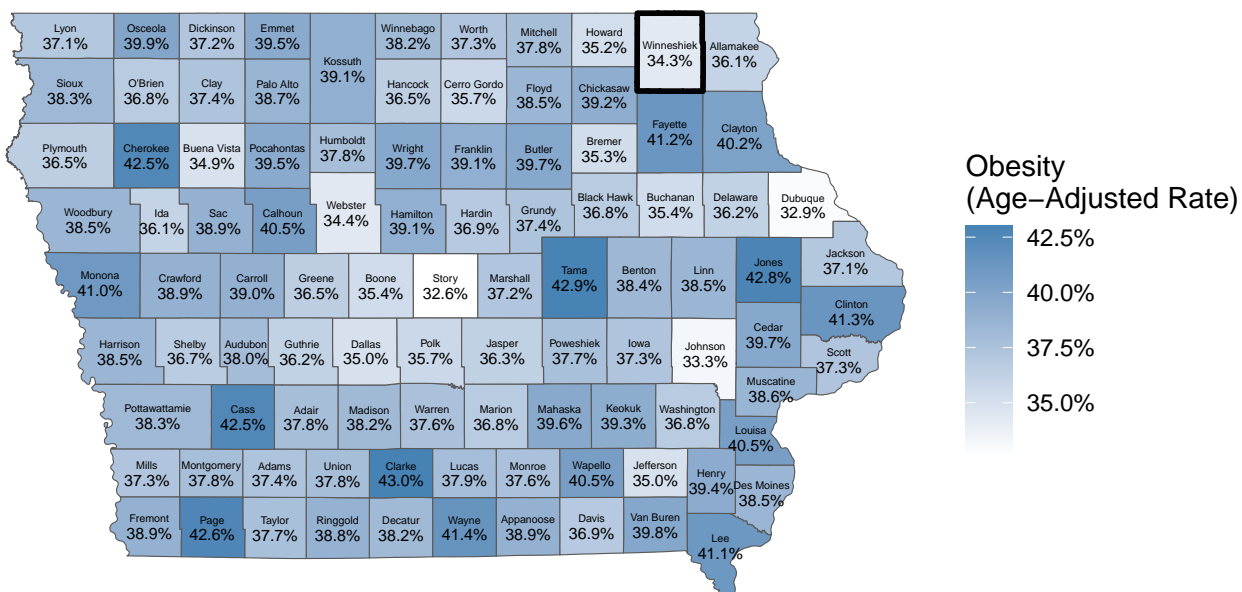 Lyon
37.1%
Osceola
39.9%
Dickinson
37.2%
Emmet
39.5%
Winnebago
38.2%
Worth
37.3%
Mitchell
37.8%
Howard
35.2%
Winneshiek
34.3%
Allamakee
36.1%
Kossuth
39.1%
Sioux
38.3%
O'Brien
36.8%
Clay
37.4%
Palo Alto
38.7%
Hancock
36.5%
Cerro Gordo
35.7%
Floyd
38.5%
Chickasaw
39.2%
Fayette
41.2%
Clayton
40.2%
Plymouth
36.5%
Cherokee
42.5%
Buena Vista
34.9%
Pocahontas
39.5%
Humboldt
37.8%
Wright
39.7%
Franklin
39.1%
Butler
39.7%
Bremer
35.3%
Woodbury
38.5%
Ida
36.1%
Sac
38.9%
Calhoun
40.5%
Webster
34.4%
Hamilton
39.1%
Hardin
36.9%
Grundy
37.4%
Black Hawk
36.8%
Buchanan
35.4%
Delaware
36.2%
Dubuque
32.9%
Monona
41.0%
Crawford
38.9%
Carroll
39.0%
Greene
36.5%
Boone
35.4%
Story
32.6%
Marshall
37.2%
Tama
42.9%
Benton
38.4%
Linn
38.5%
Jones
42.8%
Jackson
37.1%
Clinton
41.3%
Harrison
38.5%
Shelby
36.7%
Audubon
38.0%
Guthrie
36.2%
Dallas
35.0%
Polk
35.7%
Jasper
36.3%
Poweshiek
37.7%
Iowa
37.3%
Johnson
33.3%
Cedar
39.7%
Scott
37.3%
Muscatine
38.6%
Pottawattamie
38.3%
Cass
42.5%
Adair
37.8%
Madison
38.2%
Warren
37.6%
Marion
36.8%
Mahaska
39.6%
Keokuk
39.3%
Washington
36.8%
Louisa
40.5%
Mills
37.3%
Montgomery
37.8%
Adams
37.4%
Union
37.8%
Clarke
43.0%
Lucas
37.9%
Monroe
37.6%
Wapello
40.5%
Jefferson
35.0%
Henry
39.4%
Des Moines
38.5%
Fremont
38.9%
Page
42.6%
Taylor
37.7%
Ringgold
38.8%
Decatur
38.2%
Wayne
41.4%
Appanoose
38.9%
Davis
36.9%
Van Buren
39.8%
Lee
41.1%
Obesity
(Age−Adjusted Rate)
42.5%
40.0%
37.5%
35.0%